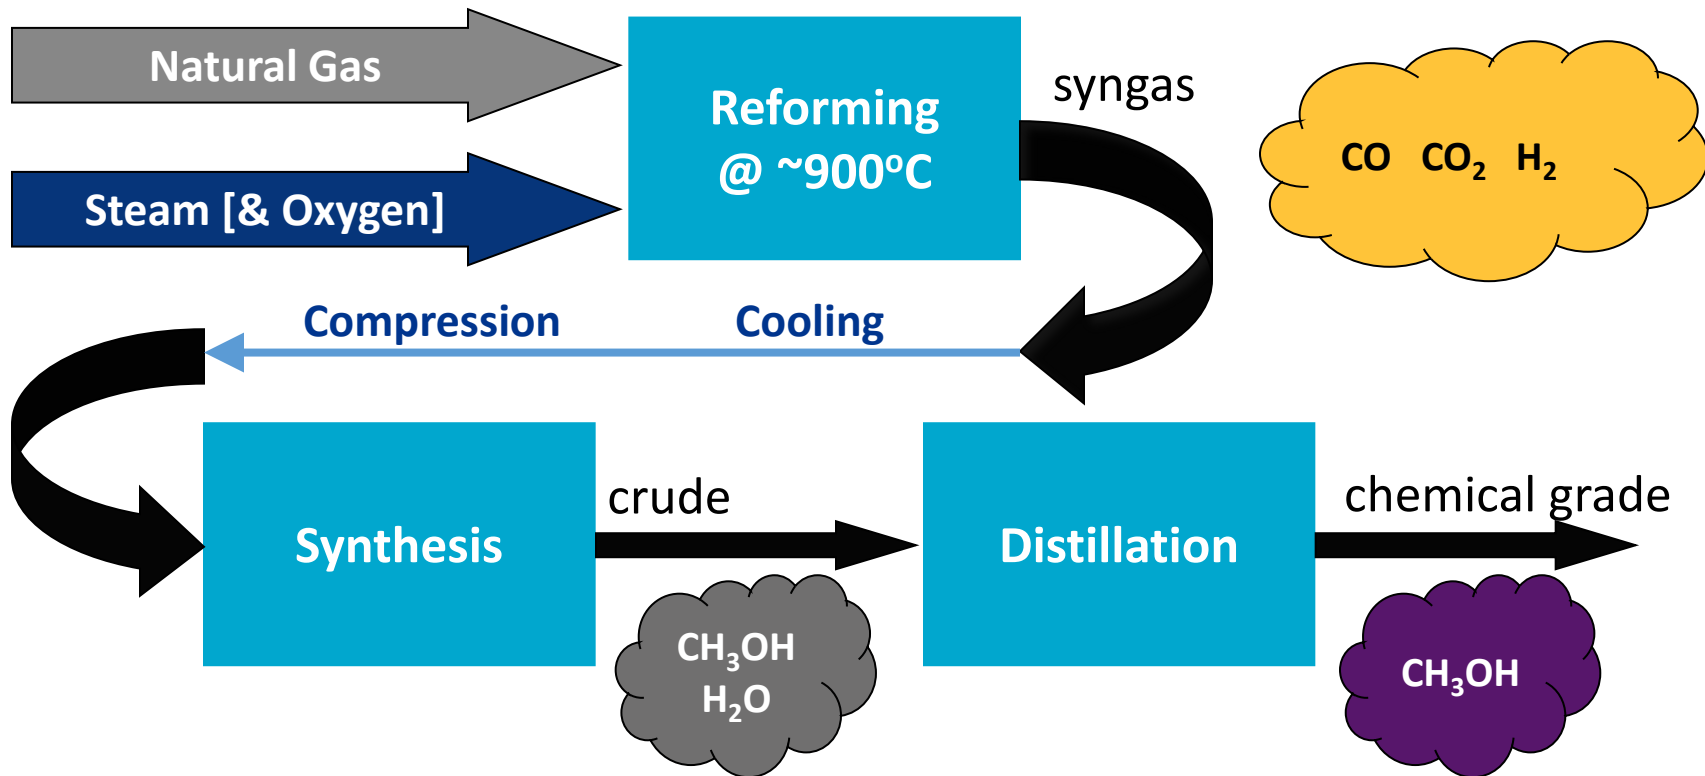 Natural Gas
Steam [& Oxygen]
Reforming
@ ~900ºC
syngas
CO CO₂ H₂
Compression
Cooling
Synthesis
crude
CH₃OH
H₂O
Distillation
chemical grade
CH₃OH